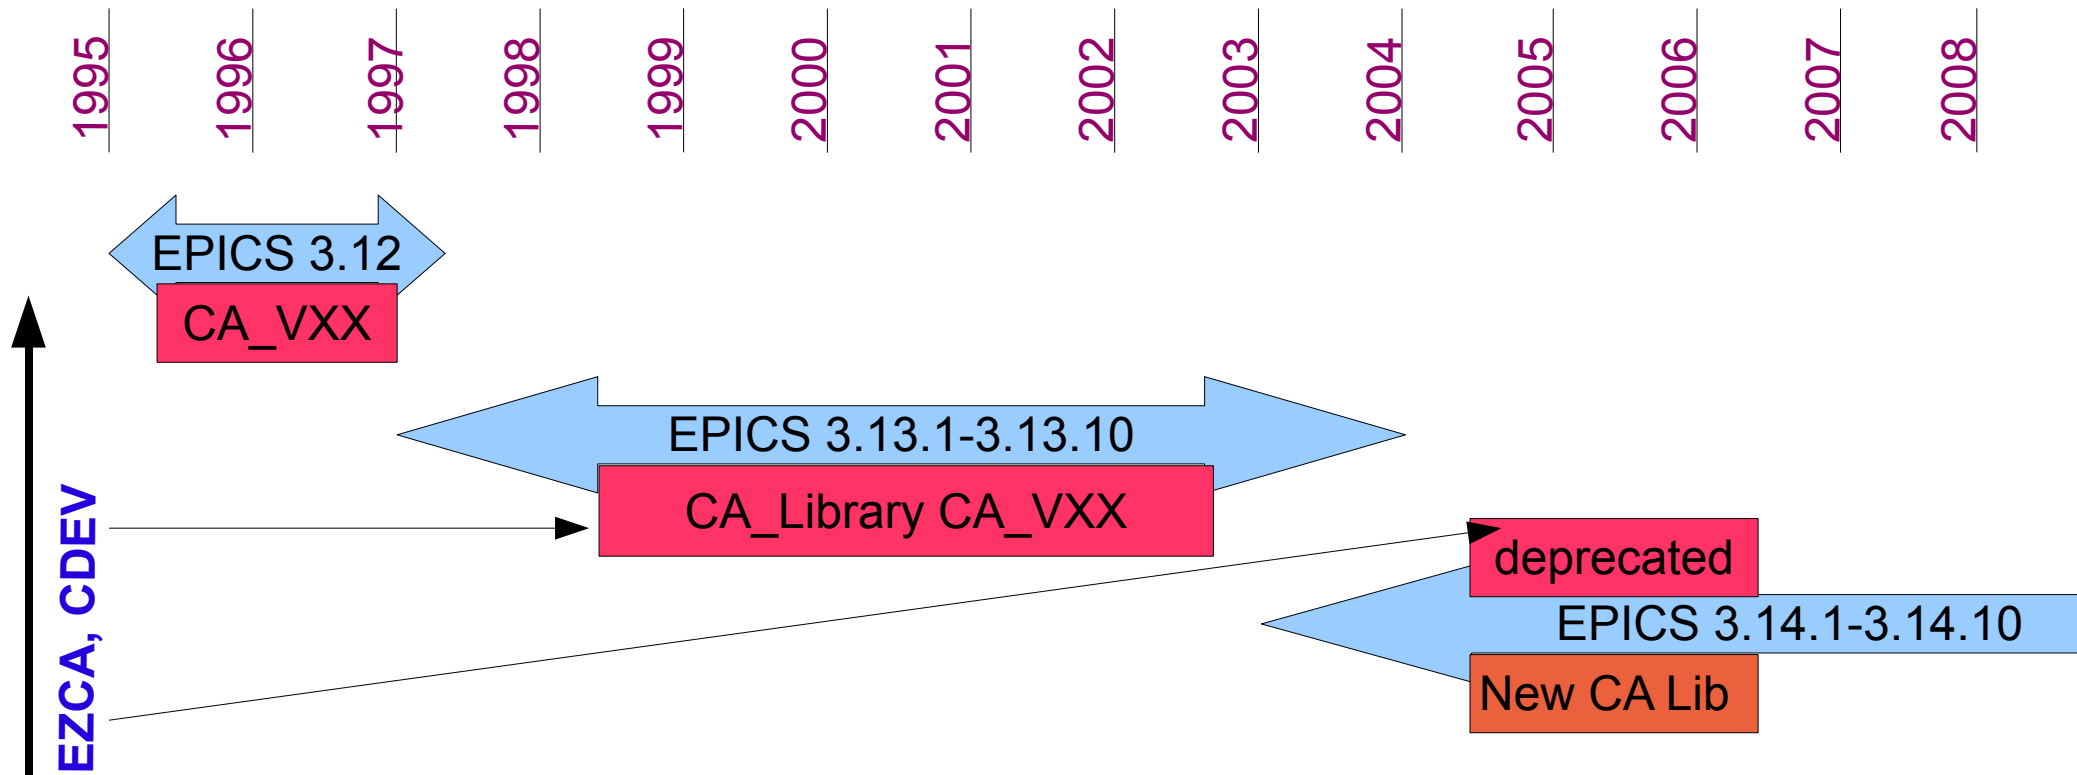 1995
1996
1997
1998
1999
2000
2001
2002
2003
2004
2005
2006
2007
2008
EPICS 3.12
CA_VXX
EPICS 3.13.1-3.13.10
CA_Library CA_VXX
EZCA, CDEV
deprecated
EPICS 3.14.1-3.14.10
New CA Lib